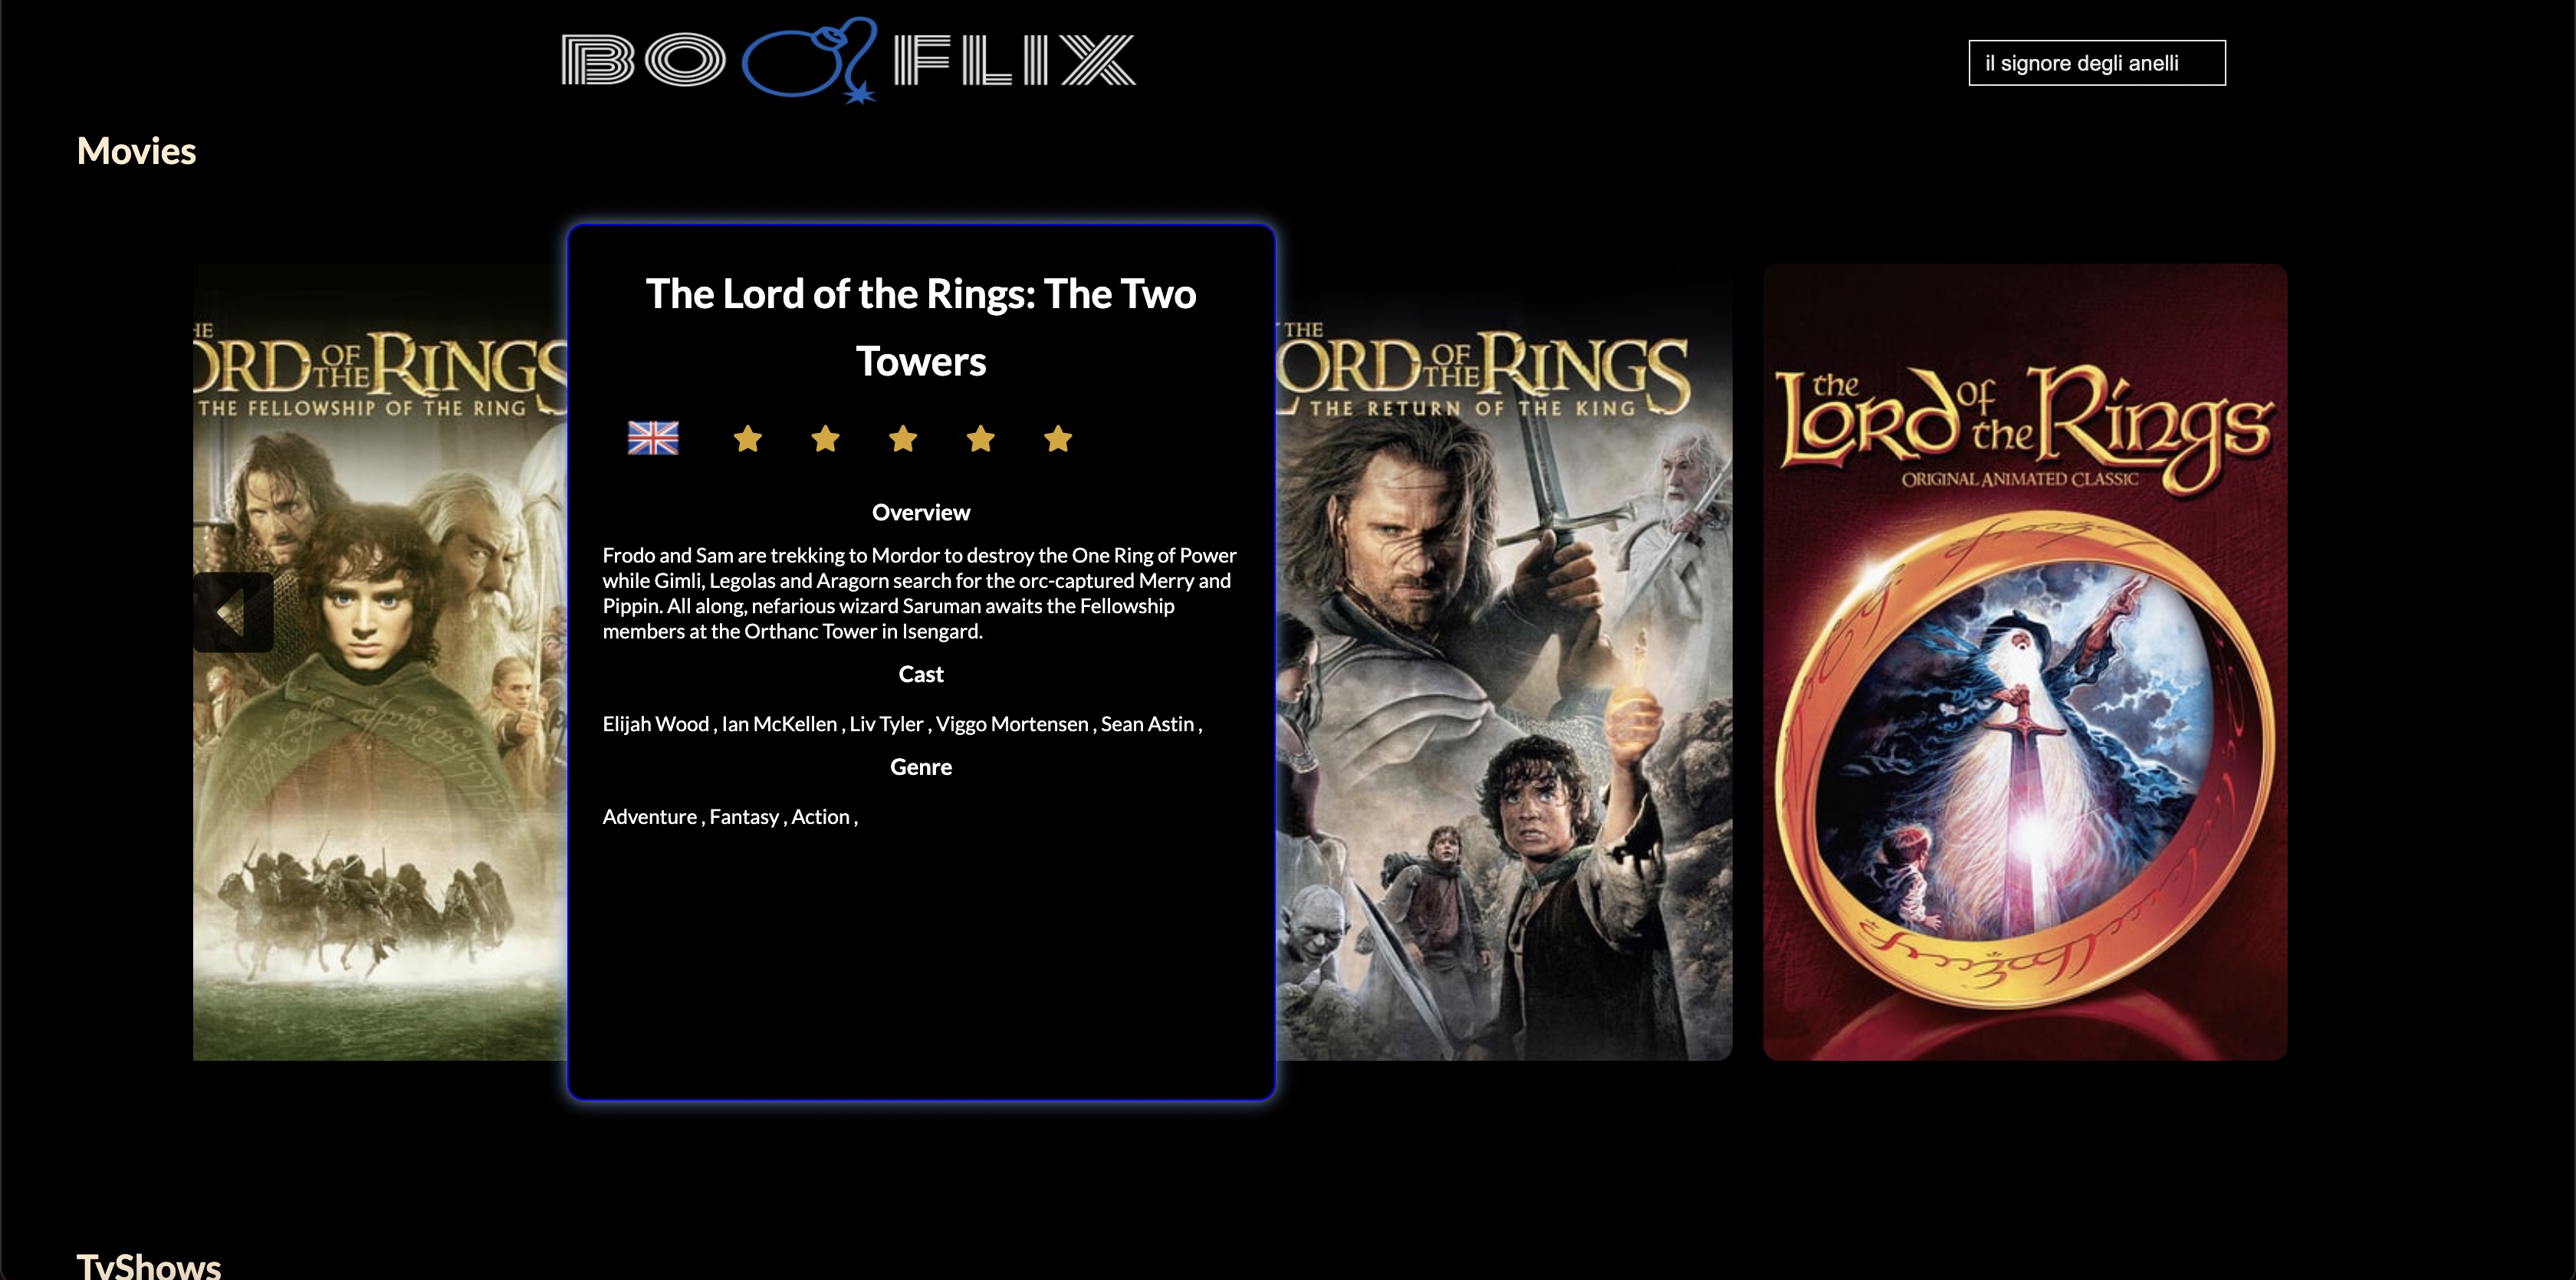 BO FLIX
il signore degli anelli
Movies
THE
LORD OF THE RINGS
THE FELLOWSHIP OF THE RING
The Lord of the Rings: The Two
Towers
Overview
Frodo and Sam are trekking to Mordor to destroy the One Ring of Power
while Gimli, Legolas and Aragorn search for the orc-captured Merry and
Pippin. All along, nefarious wizard Saruman awaits the Fellowship
members at the Orthanc Tower in Isengard.
Cast
Elijah Wood , Ian McKellen , Liv Tyler , Viggo Mortensen , Sean Astin ,
Genre
Adventure , Fantasy , Action ,
THE
LORD OF THE RINGS
THE RETURN OF THE KING
the
Lord of the Rings
ORIGINAL ANIMATED CLASSIC
TvShows